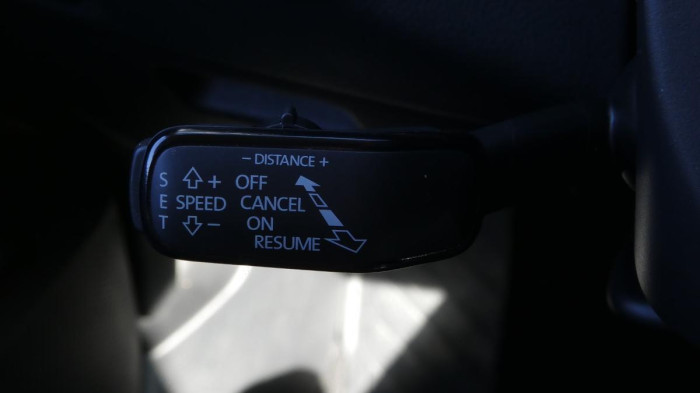 − DISTANCE +
S + OFF
E SPEED CANCEL
T − ON
RESUME